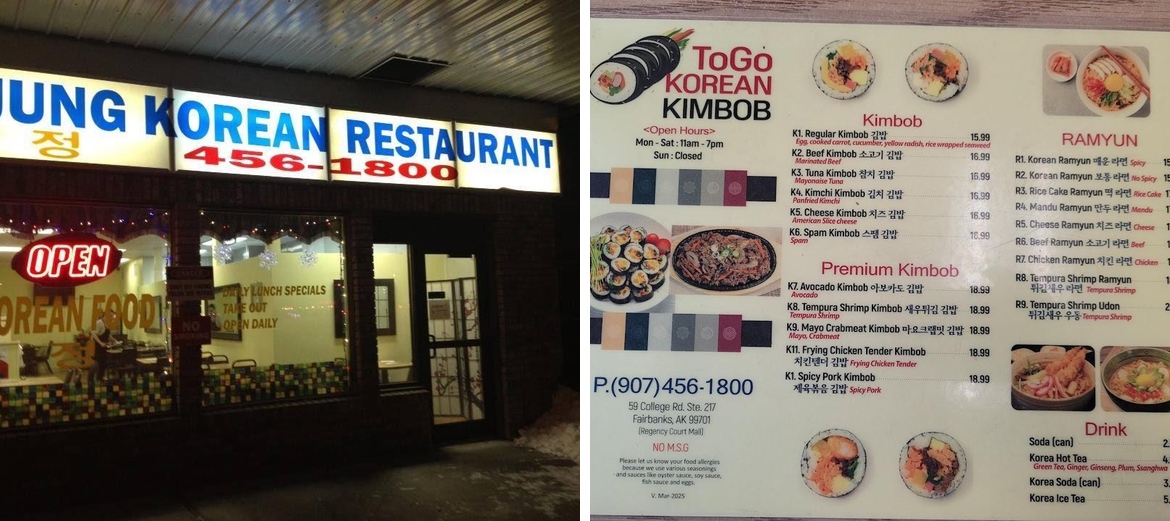 JUNG KOREAN RESTAURANT
정
456-1800
OPEN
KOREAN FOOD
정
DAILY LUNCH SPECIALS
TAKE OUT
OPEN DAILY
NO
ToGo
KOREAN
KIMBOB
<Open Hours>
Mon - Sat : 11am - 7pm
Sun : Closed
P.(907)456-1800
59 College Rd. Ste. 217
Fairbanks, AK 99701
(Regency Court Mall)
NO M.S.G
Please let us know your food allergies
because we use various seasonings
and sauces like oyster sauce, soy sauce,
fish sauce and eggs.
V. Mar-2025
Kimbob
K1. Regular Kimbob 김밥 15.99
Egg, cooked carrot, cucumber, yellow radish, rice wrapped seaweed
K2. Beef Kimbob 소고기 김밥 16.99
Marinated Beef
K3. Tuna Kimbob 참치 김밥 16.99
Mayonaise Tuna
K4. Kimchi Kimbob 김치 김밥 16.99
Panfried Kimchi
K5. Cheese Kimbob 치즈 김밥 16.99
American Slice cheese
K6. Spam Kimbob 스팸 김밥 16.99
Spam
Premium Kimbob
K7. Avocado Kimbob 아보카도 김밥 18.99
Avocado
K8. Tempura Shrimp Kimbob 새우튀김 김밥 18.99
Tempura Shrimp
K9. Mayo Crabmeat Kimbob 마요크랩밋 김밥 18.99
Mayo, Crabmeat
K11. Frying Chicken Tender Kimbob 18.99
치킨텐더 김밥 Frying Chicken Tender
K1. Spicy Pork Kimbob 18.99
제육볶음 김밥 Spicy Pork
RAMYUN
R1. Korean Ramyun 매운 라면 Spicy
R2. Korean Ramyun 보통 라면 No Spicy
R3. Rice Cake Ramyun 떡 라면 Rice Cake
R4. Mandu Ramyun 만두 라면 Mandu
R5. Cheese Ramyun 치즈 라면 Cheese
R6. Beef Ramyun 소고기 라면 Beef
R7. Chicken Ramyun 치킨 라면 Chicken
R8. Tempura Shrimp Ramyun
튀김새우 라면 Tempura Shrimp
R9. Tempura Shrimp Udon
튀김새우 우동 Tempura Shrimp
Drink
Soda (can) 2.
Korea Hot Tea 4.
Green Tea, Ginger, Ginseng, Plum, Ssanghwa
Korea Soda (can) 3.
Korea Ice Tea 5.